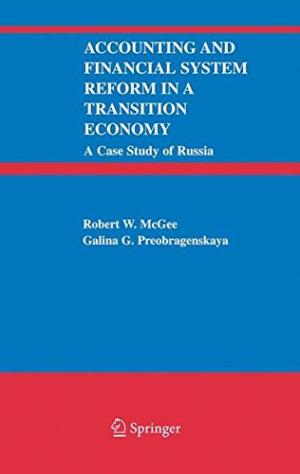 ACCOUNTING AND
FINANCIAL SYSTEM
REFORM IN A
TRANSITION
ECONOMY
A Case Study of Russia
Robert W. McGee
Galina G. Preobragenskaya
Springer